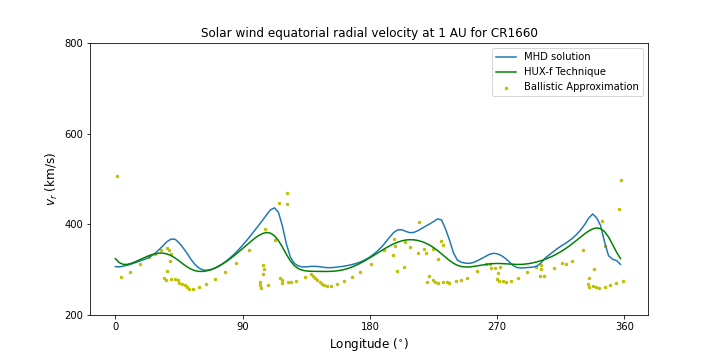 Solar wind equatorial radial velocity at 1 AU for CR1660
MHD solution
HUX-f Technique
Ballistic Approximation
v_r (km/s)
800
600
400
200
0 90 180 270 360
Longitude (°)